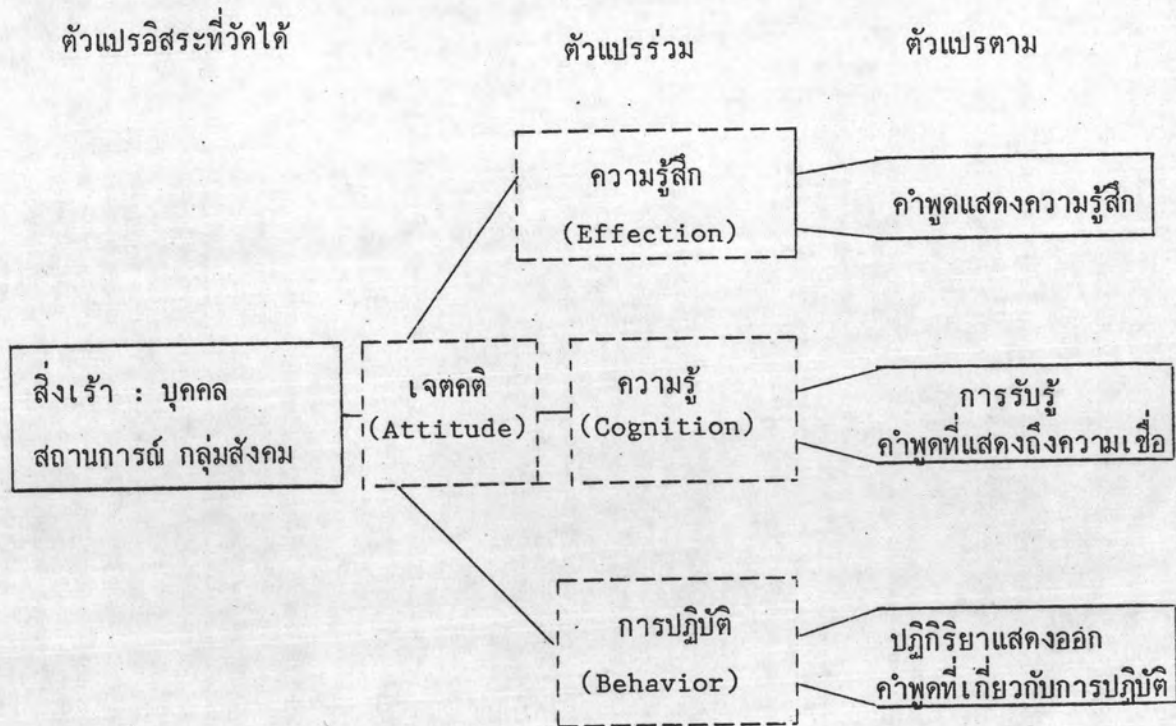 ตัวแปรอิสระที่วัดได้
ตัวแปรร่วม
ตัวแปรตาม
ความรู้สึก
(Effection)
คำพูดแสดงความรู้สึก
สิ่งเร้า : บุคคล
สถานการณ์ กลุ่มสังคม
เจตคติ
(Attitude)
ความรู้
(Cognition)
การรับรู้
คำพูดที่แสดงถึงความเชื่อ
การปฏิบัติ
(Behavior)
ปฏิกิริยาแสดงออก
คำพูดที่เกี่ยวกับการปฏิบัติ